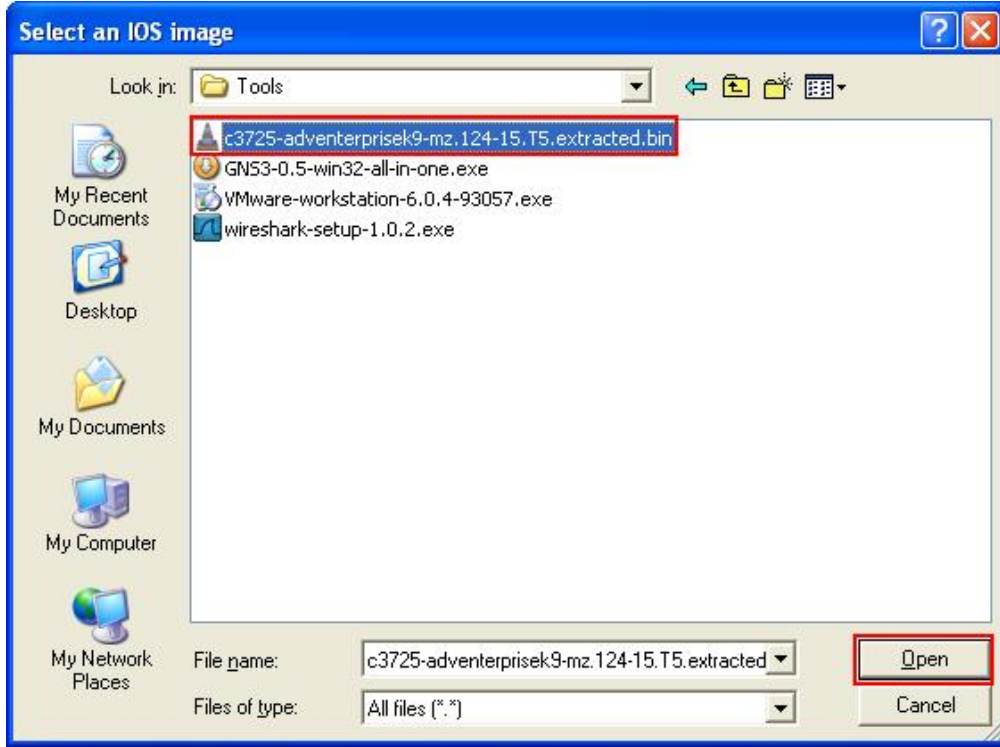 Select an IOS image
Look in:
Tools
c3725-adventerprisek9-mz.124-15.T5.extracted.bin
GNS3-0.5-win32-all-in-one.exe
VMware-workstation-6.0.4-93057.exe
wireshark-setup-1.0.2.exe
My Recent
Documents
Desktop
My Documents
My Computer
My Network
Places
File name:
c3725-adventerprisek9-mz.124-15.T5.extracted
Open
Files of type:
All files (*.*)
Cancel